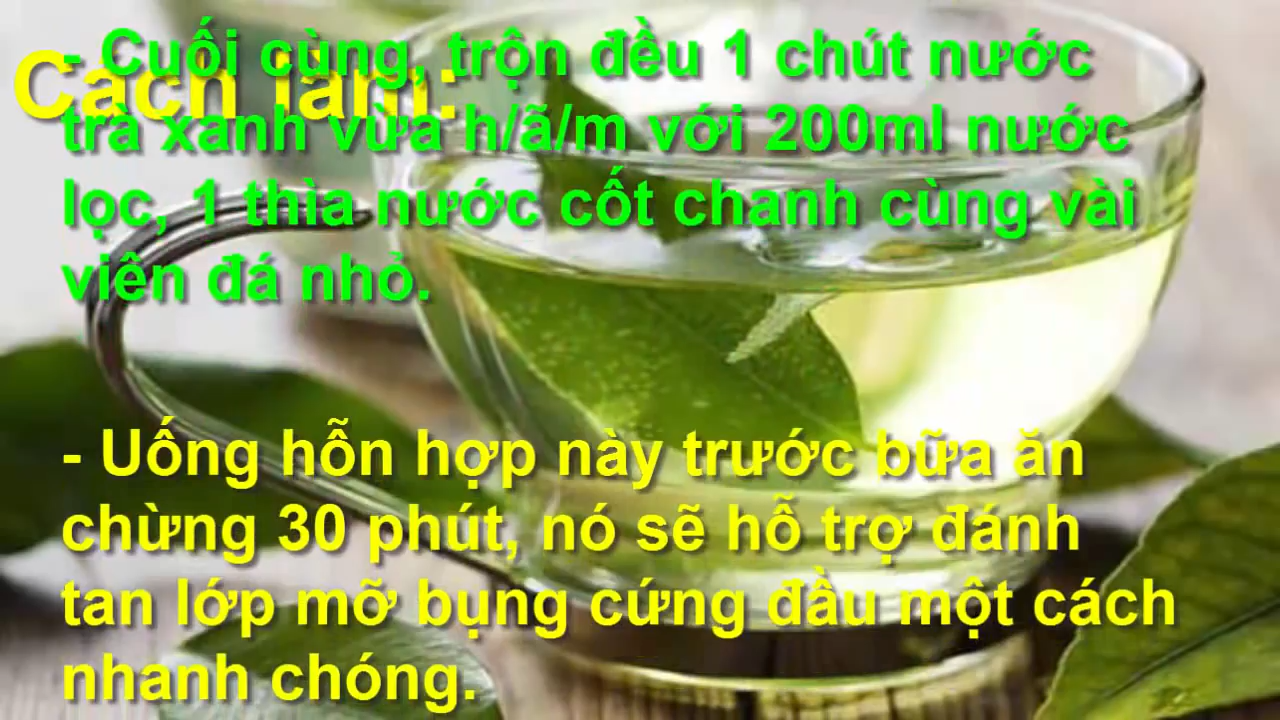 Cách làm:
- Cuối cùng, trộn đều 1 chút nước
trà xanh vừa h/ã/m với 200ml nước
lọc, 1 thìa nước cốt chanh cùng vài
viên đá nhỏ.
- Uống hỗn hợp này trước bữa ăn
chừng 30 phút, nó sẽ hỗ trợ đánh
tan lớp mỡ bụng cứng đầu một cách
nhanh chóng.